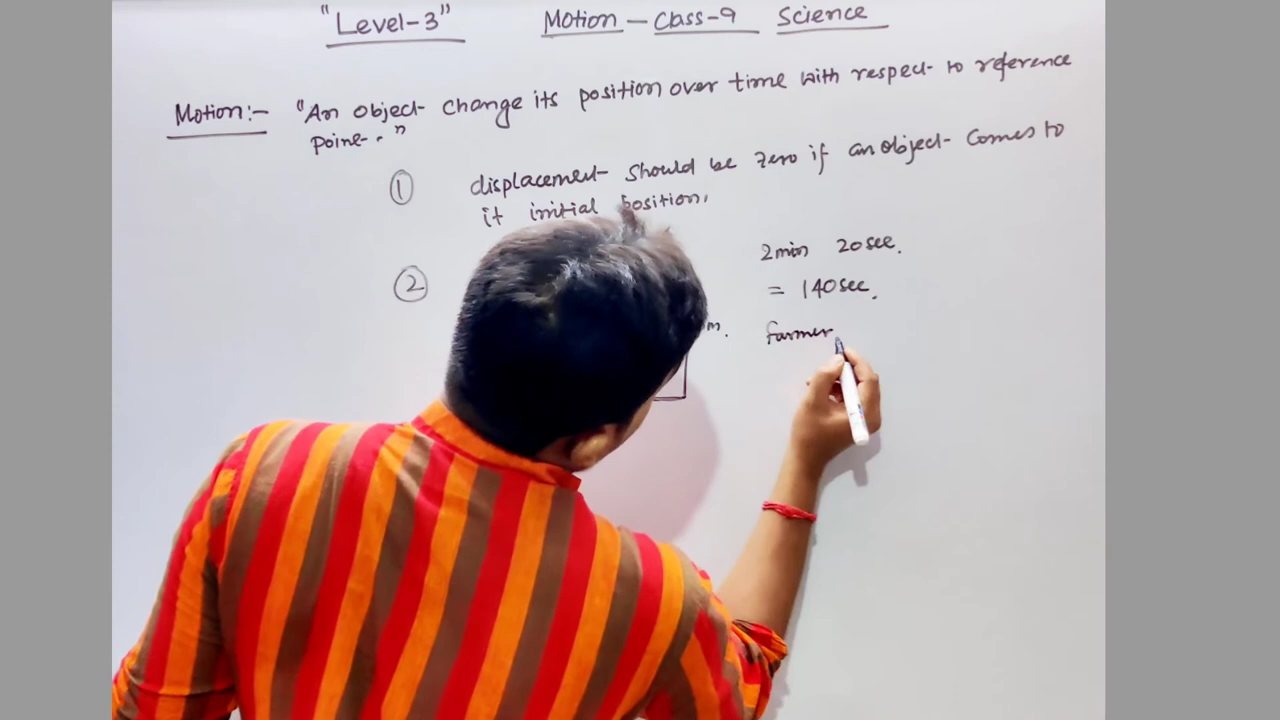 "Level-3" Motion - Class-9 Science
Motion:- "An object change its position over time with respect to reference
point."
① displacement should be zero if an object comes to
it initial position.
② 2min 20sec.
= 140sec.
m. farmer